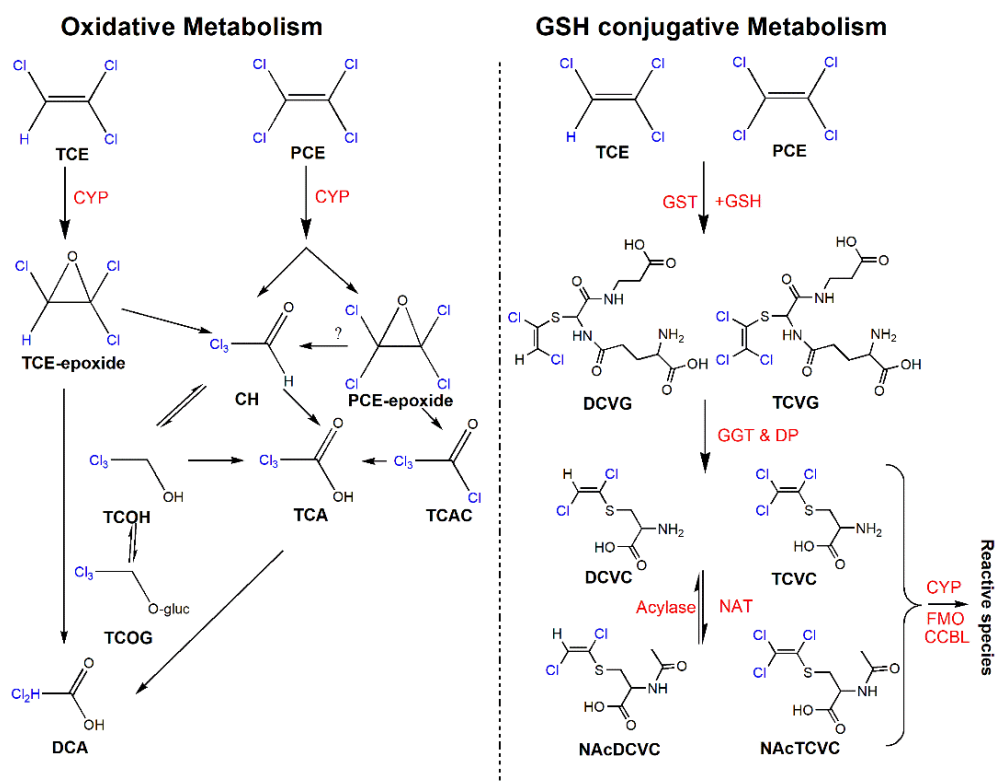 Oxidative Metabolism
Cl
Cl
H
Cl
TCE
CYP
Cl
Cl
Cl
Cl
PCE
CYP
O
Cl
Cl
H
Cl
TCE-epoxide
Cl3
O
H
CH
?
O
Cl
Cl
Cl
Cl
PCE-epoxide
Cl3
OH
TCOH
Cl3
O
OH
TCA
Cl3
O
Cl
TCAC
Cl3
O-gluc
TCOG
Cl2H
O
OH
DCA
GSH conjugative Metabolism
Cl
Cl
H
Cl
TCE
Cl
Cl
Cl
Cl
PCE
GST +GSH
HO
O
O
NH
Cl
S
NH
NH2
H
Cl
O
OH
O
DCVG
HO
O
O
NH
Cl
S
HN
NH2
Cl
Cl
O
OH
O
TCVG
GGT & DP
H
Cl
Cl
S
NH2
HO
O
DCVC
Cl
Cl
Cl
S
NH2
HO
O
TCVC
Acylase NAT
H
Cl
Cl
S
O
NH
HO
O
NAcDCVC
Cl
Cl
Cl
S
O
NH
HO
O
NAcTCVC
CYP
FMO
CCBL
Reactive species